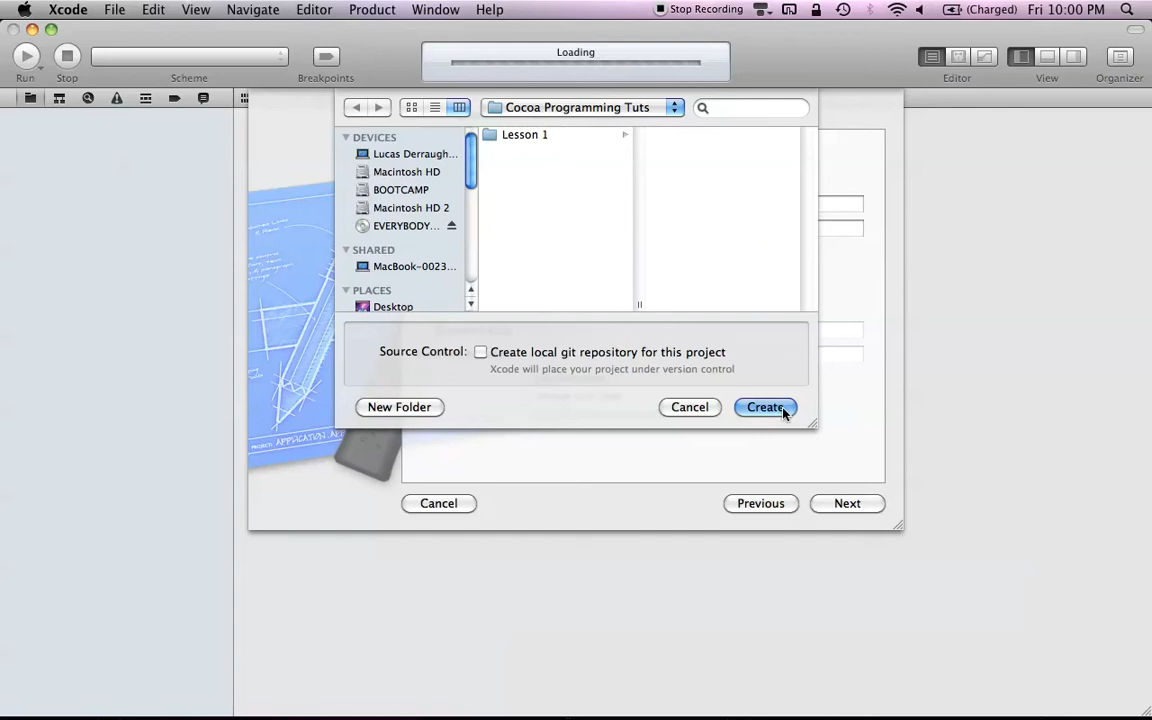 Xcode File Edit View Navigate Editor Product Window Help Stop Recording (Charged) Fri 10:00 PM
Loading
Run Stop Scheme Breakpoints Editor View Organizer
Cocoa Programming Tuts
DEVICES
Lucas Derraugh...
Macintosh HD
BOOTCAMP
Macintosh HD 2
EVERYBODY...
SHARED
MacBook-0023...
PLACES
Desktop
Lesson 1
Source Control: Create local git repository for this project
Xcode will place your project under version control
New Folder Cancel Create
PROJECT: APPLICATION.APP
Cancel Previous Next